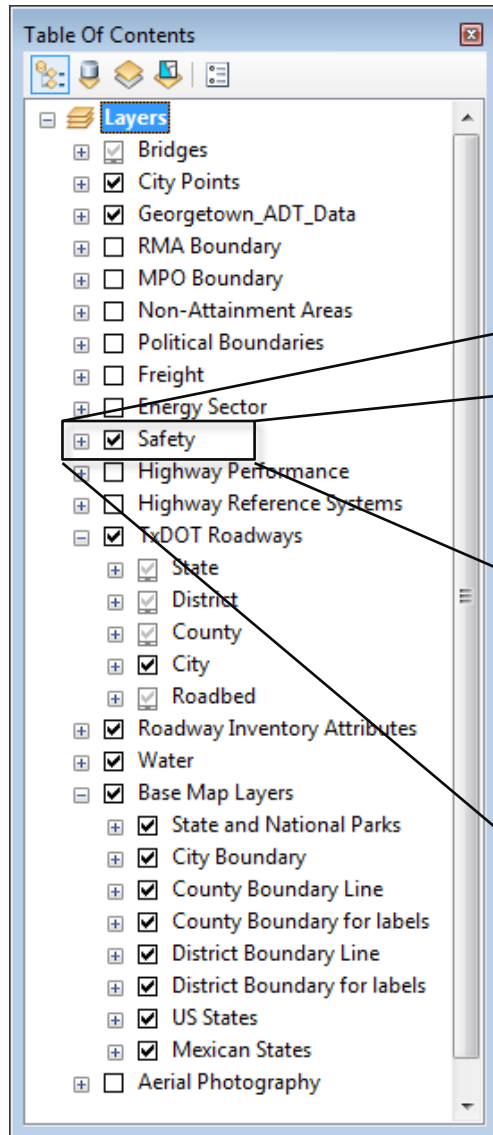 Table Of Contents
Layers
Bridges
City Points
Georgetown_ADT_Data
RMA Boundary
MPO Boundary
Non-Attainment Areas
Political Boundaries
Freight
Energy Sector
Safety
Highway Performance
Highway Reference Systems
TxDOT Roadways
State
District
County
City
Roadbed
Roadway Inventory Attributes
Water
Base Map Layers
State and National Parks
City Boundary
County Boundary Line
County Boundary for labels
District Boundary Line
District Boundary for labels
US States
Mexican States
Aerial Photography